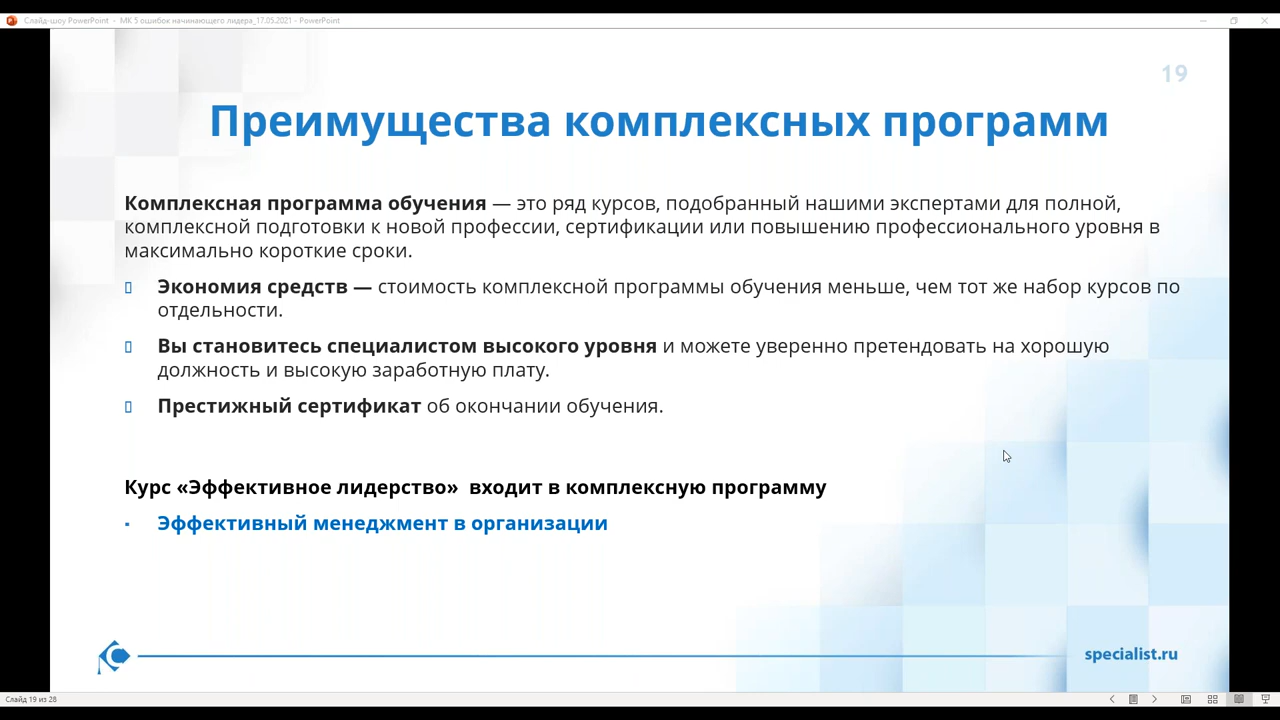 Слайд-шоу PowerPoint - МК 5 ошибок начинающего лидера_17.05.2021 - PowerPoint
19
Преимущества комплексных программ
Комплексная программа обучения — это ряд курсов, подобранный нашими экспертами для полной,
комплексной подготовки к новой профессии, сертификации или повышению профессионального уровня в
максимально короткие сроки.
Экономия средств — стоимость комплексной программы обучения меньше, чем тот же набор курсов по
отдельности.
Вы становитесь специалистом высокого уровня и можете уверенно претендовать на хорошую
должность и высокую заработную плату.
Престижный сертификат об окончании обучения.
Курс «Эффективное лидерство» входит в комплексную программу
Эффективный менеджмент в организации
specialist.ru
Слайд 19 из 28